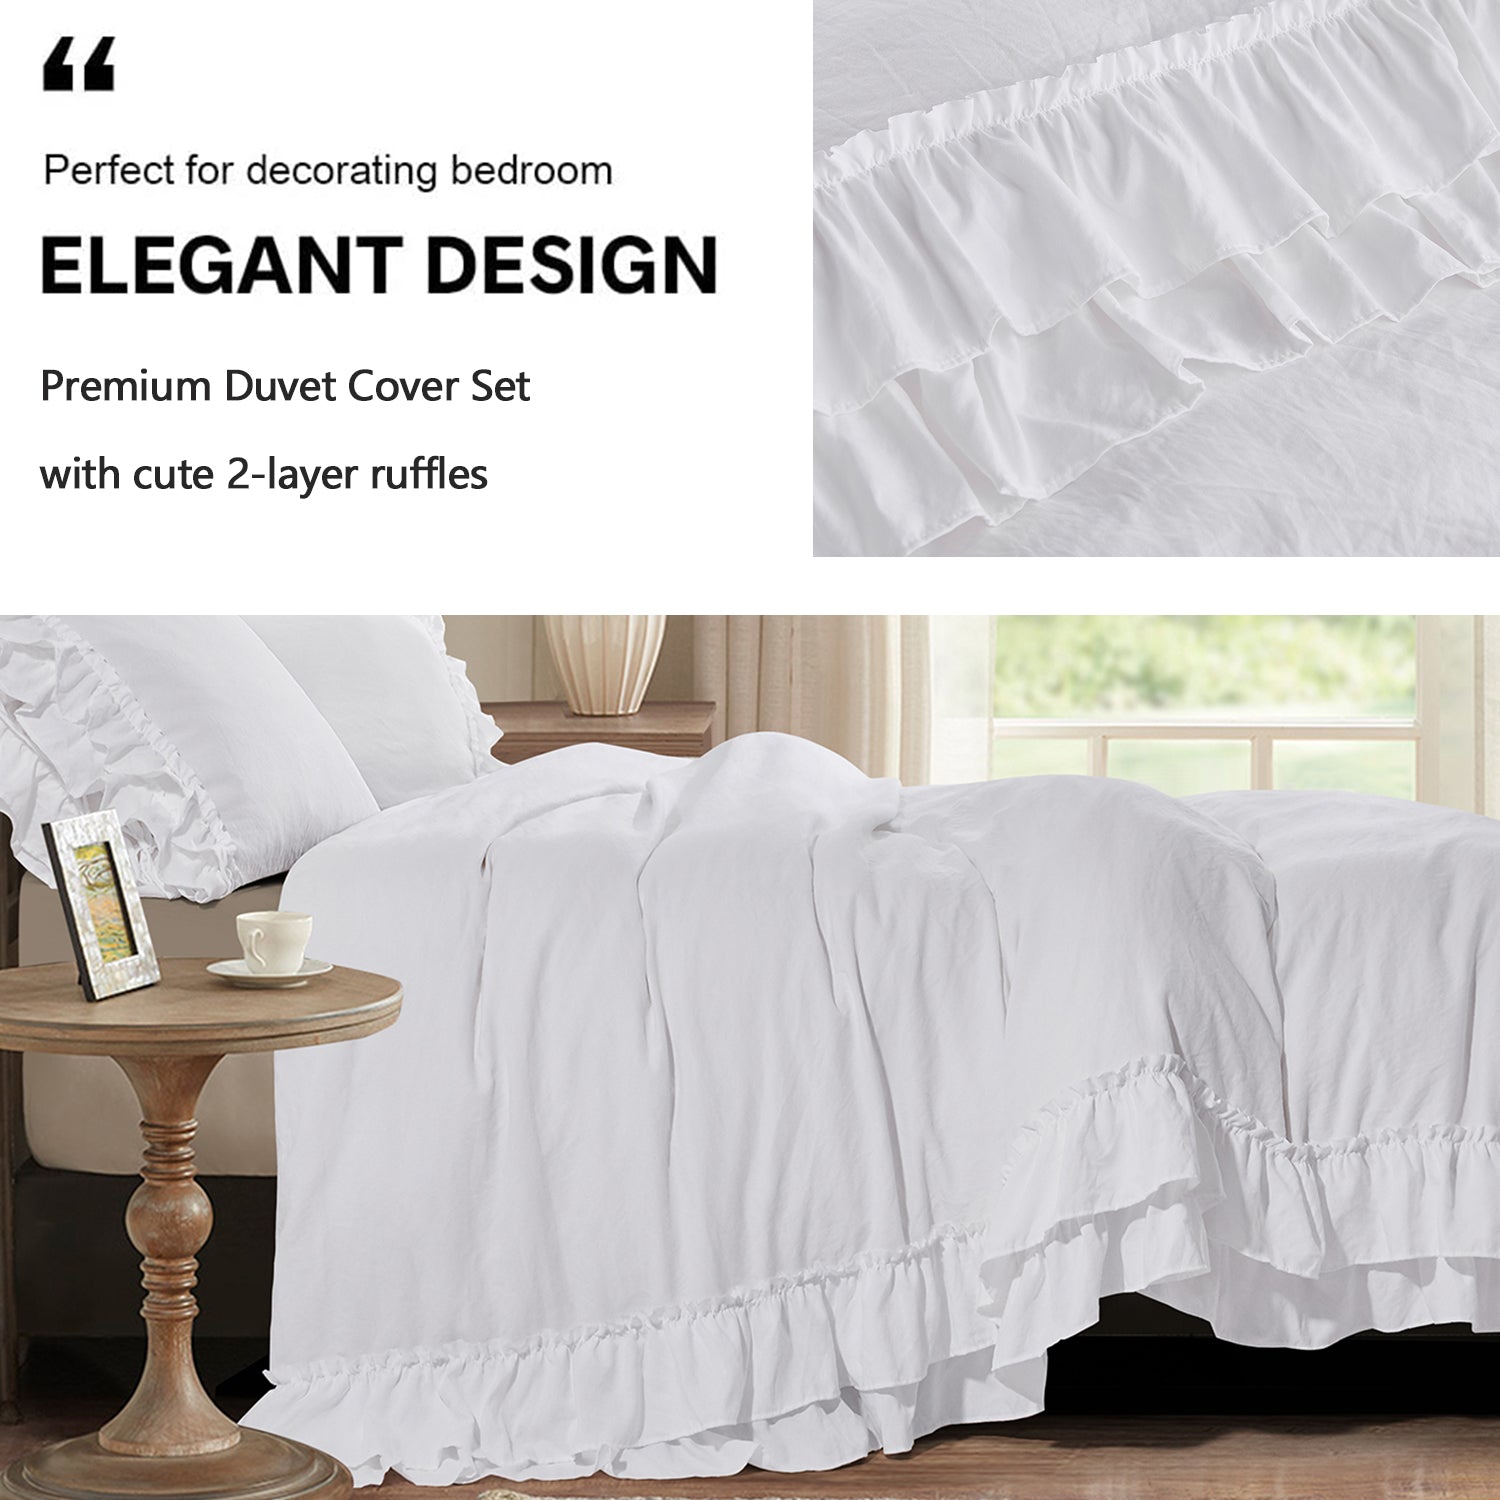 “
Perfect for decorating bedroom
ELEGANT DESIGN
Premium Duvet Cover Set
with cute 2-layer ruffles